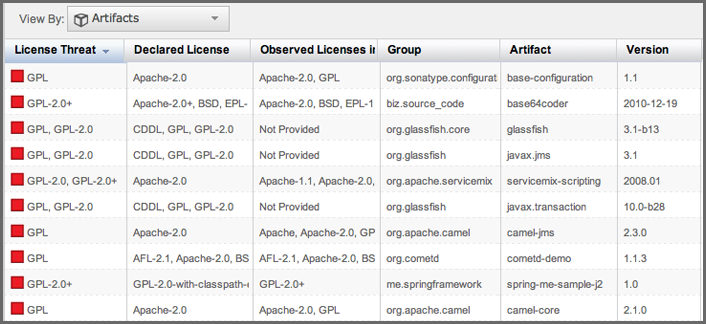 View By: Artifacts
License Threat Declared License Observed Licenses in Group Artifact Version
GPL Apache-2.0 Apache-2.0, GPL org.sonatype.configurat base-configuration 1.1
GPL-2.0+ Apache-2.0+, BSD, EPL- Apache-2.0, BSD, EPL-1 biz.source_code base64coder 2010-12-19
GPL, GPL-2.0 CDDL, GPL, GPL-2.0 Not Provided org.glassfish.core glassfish 3.1-b13
GPL, GPL-2.0 CDDL, GPL, GPL-2.0 Not Provided org.glassfish javax.jms 3.1
GPL-2.0, GPL-2.0+ Apache-2.0 Apache-1.1, Apache-2.0, org.apache.servicemix servicemix-scripting 2008.01
GPL, GPL-2.0 CDDL, GPL, GPL-2.0 Not Provided org.glassfish javax.transaction 10.0-b28
GPL Apache-2.0 Apache, Apache-2.0, GP org.apache.camel camel-jms 2.3.0
GPL AFL-2.1, Apache-2.0, BS AFL-2.1, Apache-2.0, BS org.cometd cometd-demo 1.1.3
GPL-2.0+ GPL-2.0-with-classpath- GPL-2.0+ me.springframework spring-me-sample-j2 1.0
GPL Apache-2.0 Apache-2.0, GPL org.apache.camel camel-core 2.1.0